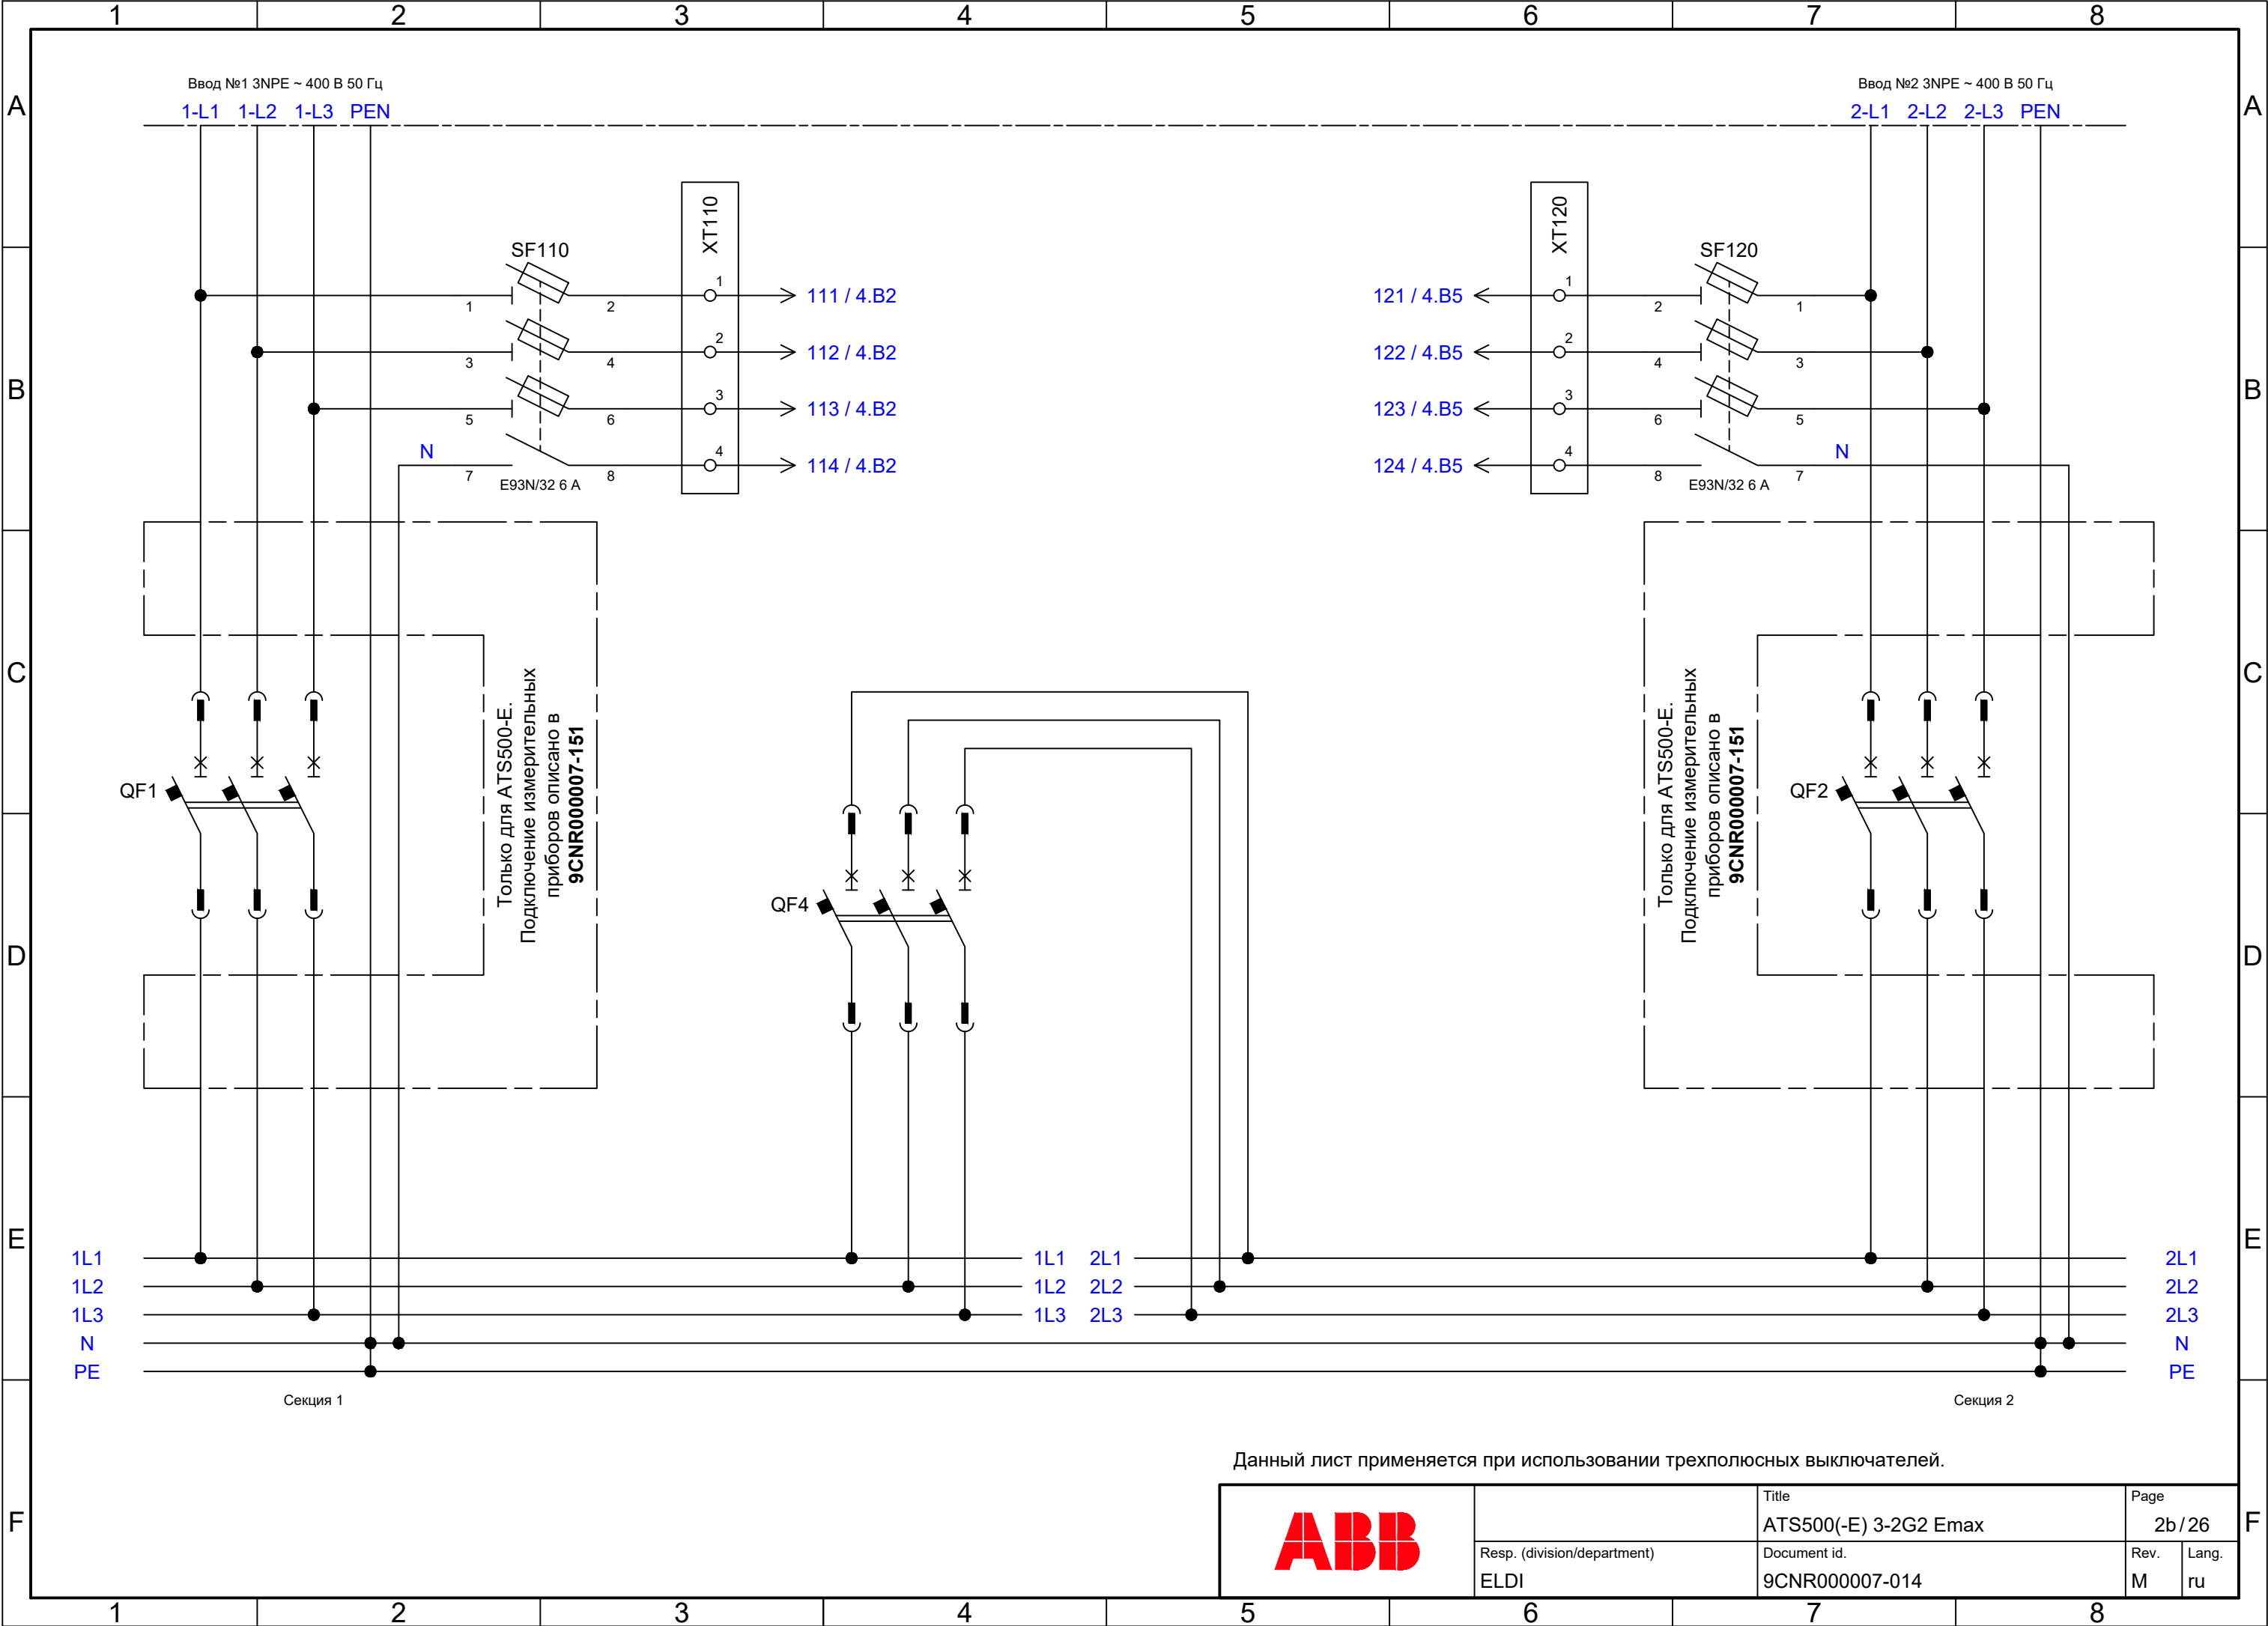 1 2 3 4 5 6 7 8
A A
Ввод №1 3NPE ~ 400 В 50 Гц
1-L1 1-L2 1-L3 PEN
Ввод №2 3NPE ~ 400 В 50 Гц
2-L1 2-L2 2-L3 PEN
SF110
XT110
1 2 1 111 / 4.B2
3 4 2 112 / 4.B2
5 6 3 113 / 4.B2
N 7 8 4 114 / 4.B2
E93N/32 6 A
XT120
SF120
121 / 4.B5 1 2 1
122 / 4.B5 2 4 3
123 / 4.B5 3 6 5
124 / 4.B5 4 8 7 N
E93N/32 6 A
B B
C C
QF1
Только для ATS500-E.
Подключение измерительных
приборов описано в
9CNR000007-151
QF4
Только для ATS500-E.
Подключение измерительных
приборов описано в
9CNR000007-151
QF2
D D
E E
1L1 1L1 2L1 2L1
1L2 1L2 2L2 2L2
1L3 1L3 2L3 2L3
N N
PE PE
Секция 1 Секция 2
Данный лист применяется при использовании трехполюсных выключателей.
F F
ABB
Title
ATS500(-E) 3-2G2 Emax
Page
2b / 26
Resp. (division/department)
ELDI
Document id.
9CNR000007-014
Rev.
M
Lang.
ru
1 2 3 4 5 6 7 8